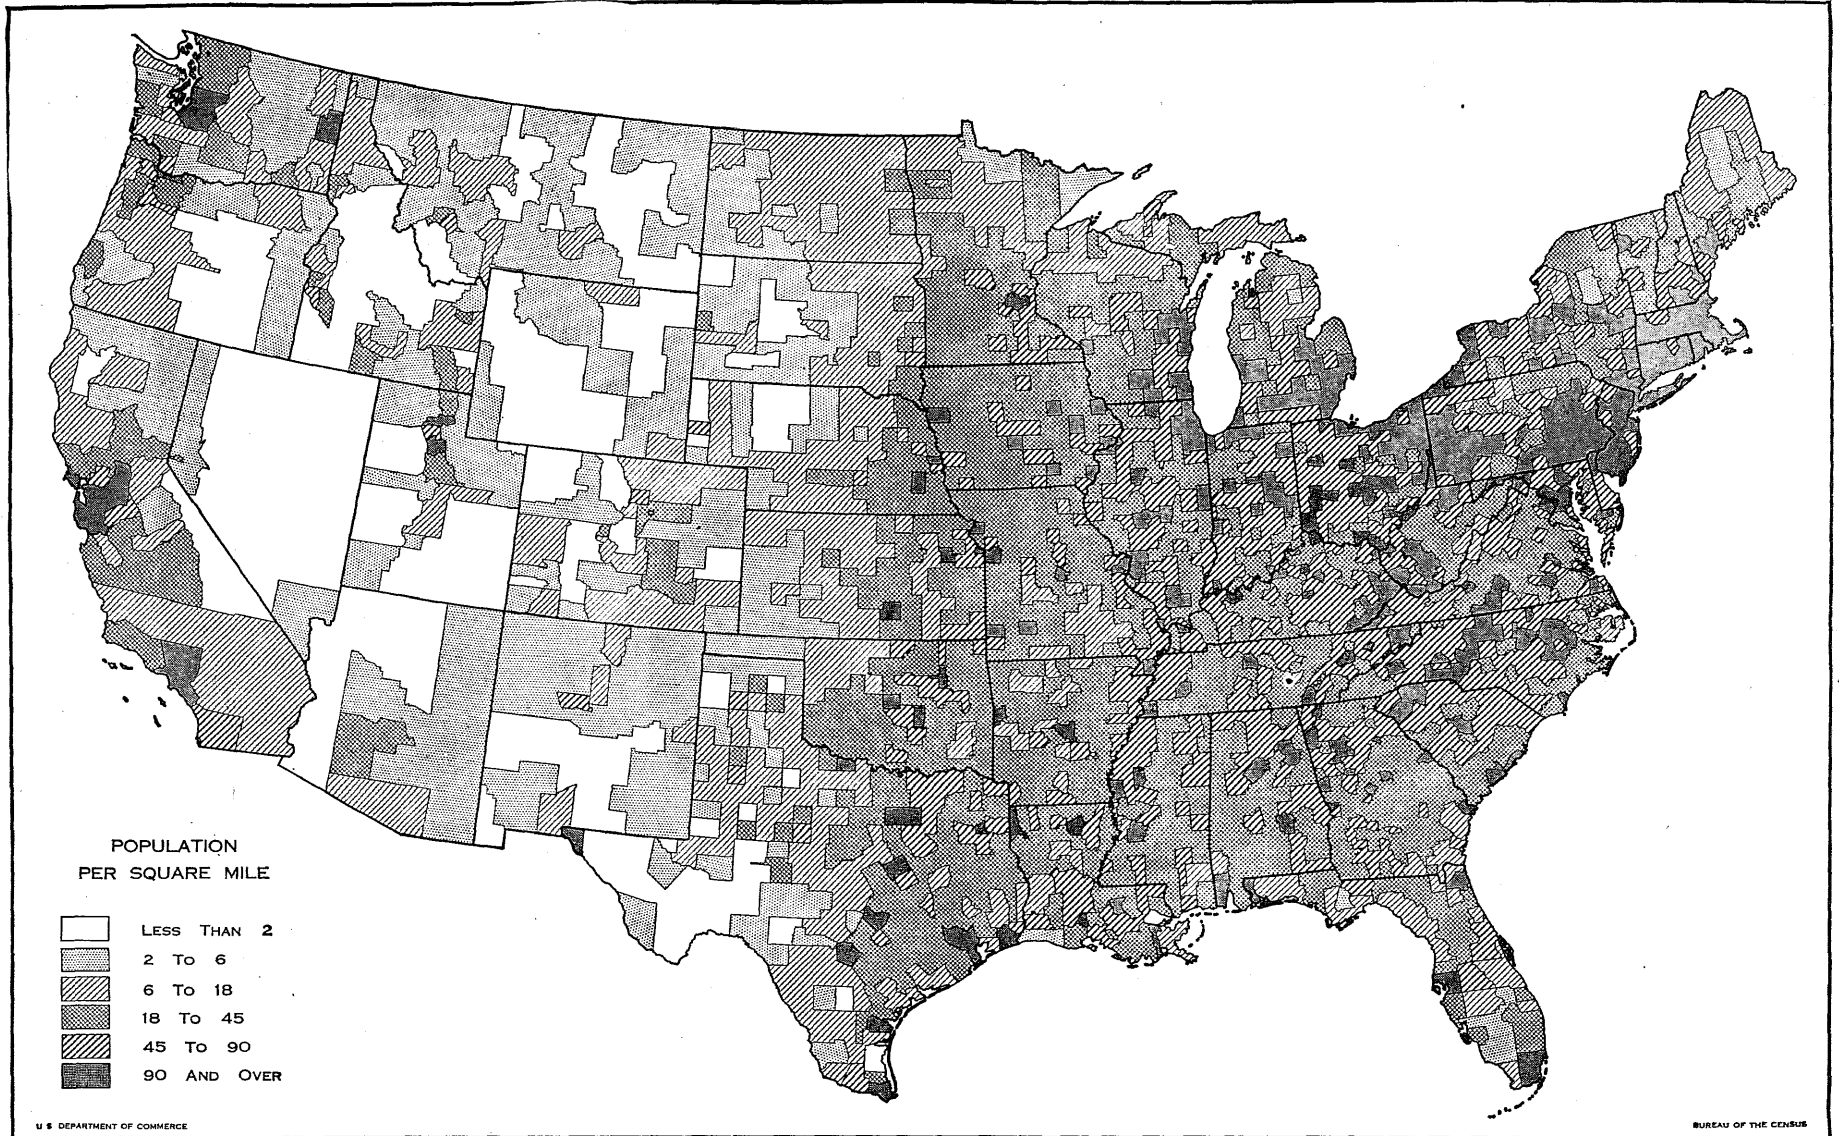 POPULATION
PER SQUARE MILE
LESS THAN 2
2 TO 6
6 TO 18
18 TO 45
45 TO 90
90 AND OVER
U S DEPARTMENT OF COMMERCE
BUREAU OF THE CENSUS